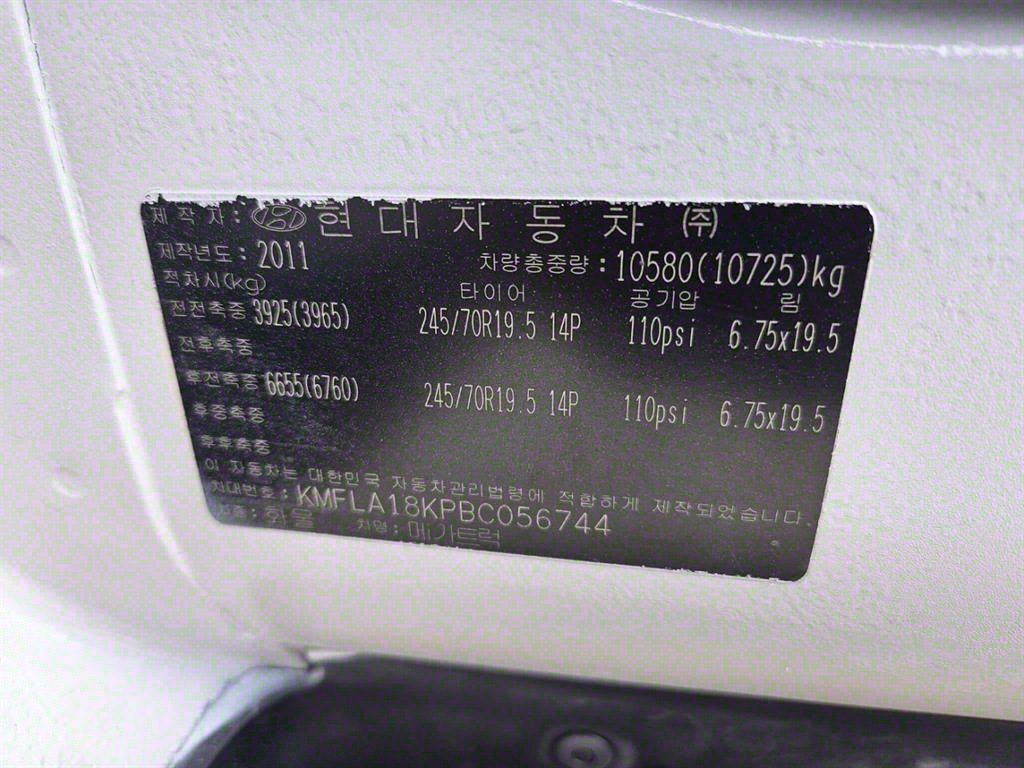 제 작 자 : 현 대 자 동 차 ㈜
제작년도 : 2011 차량총중량 : 10580(10725)kg
적차시(kg) 타이어 공기압 림
전전축중 3925(3965) 245/70R19.5 14P 110psi 6.75x19.5
전후축중
후전축중 6655(6760) 245/70R19.5 14P 110psi 6.75x19.5
후중축중
후후축중
이 자동차는 대한민국 자동차관리법령에 적합하게 제작되었습니다.
차대번호 : KMFLA18KPBC056744
차종 : 화물 차명 : 메가트럭